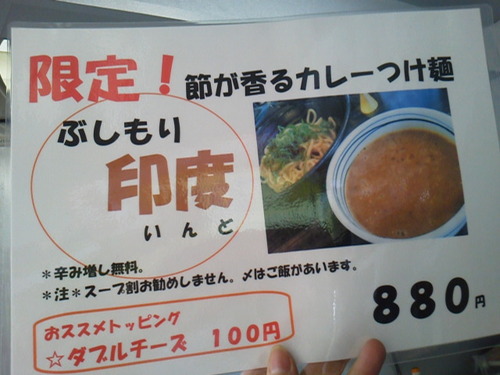 限定！節が香るカレーつけ麺
ぶしもり
印度
いんど
＊辛み増し無料。
＊注＊スープ割お勧めしません。〆はご飯があいます。
880円
おススメトッピング
☆ダブルチーズ 100円